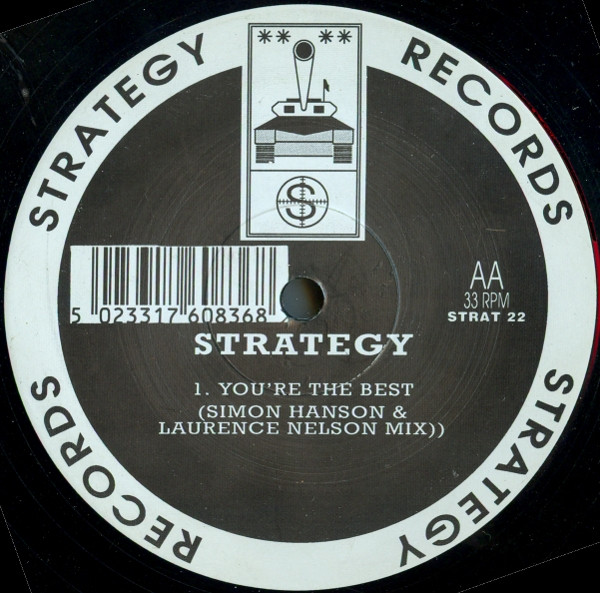 STRATEGY RECORDS
STRATEGY RECORDS
** **
S
5 023317 608368
AA
33 RPM
STRAT 22
STRATEGY
1. YOU'RE THE BEST
(SIMON HANSON &
LAURENCE NELSON MIX))